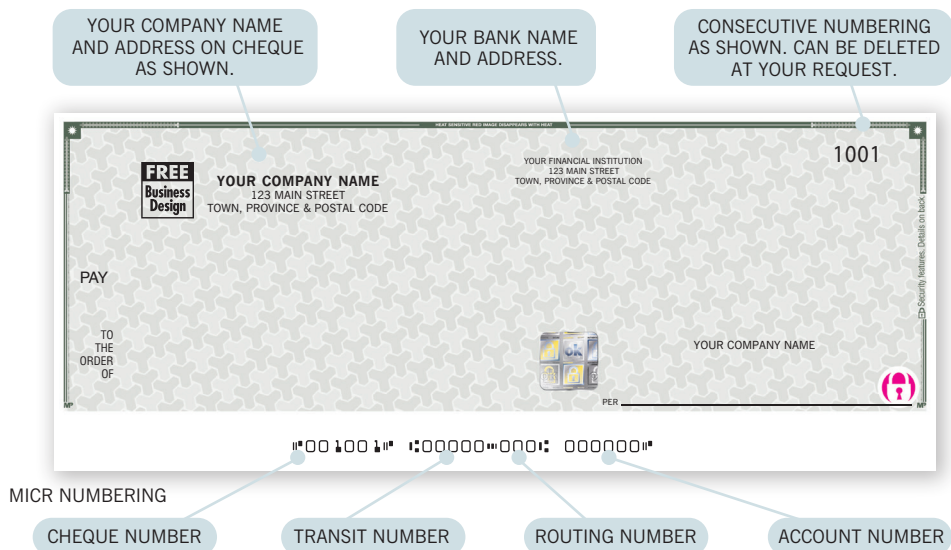 YOUR COMPANY NAME
AND ADDRESS ON CHEQUE
AS SHOWN.
YOUR BANK NAME
AND ADDRESS.
CONSECUTIVE NUMBERING
AS SHOWN. CAN BE DELETED
AT YOUR REQUEST.
HEAT SENSITIVE RED IMAGE DISAPPEARS WITH HEAT
FREE
Business
Design
YOUR COMPANY NAME
123 MAIN STREET
TOWN, PROVINCE & POSTAL CODE
YOUR FINANCIAL INSTITUTION
123 MAIN STREET
TOWN, PROVINCE & POSTAL CODE
1001
Security features. Details on back
PAY
TO
THE
ORDER
OF
ok
YOUR COMPANY NAME
PER
MP
MP
⑈001001⑈ ⑆00000⑉000⑆ 000000⑈
MICR NUMBERING
CHEQUE NUMBER
TRANSIT NUMBER
ROUTING NUMBER
ACCOUNT NUMBER